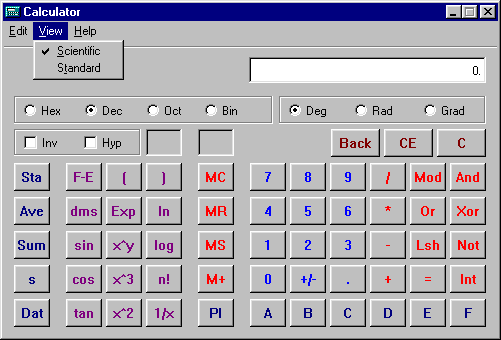 Calculator
Edit View Help
Scientific
Standard
0.
Hex Dec Oct Bin Deg Rad Grad
Inv Hyp Back CE C
Sta F-E ( ) MC 7 8 9 / Mod And
Ave dms Exp ln MR 4 5 6 * Or Xor
Sum sin x^y log MS 1 2 3 - Lsh Not
s cos x^3 n! M+ 0 +/- . + = Int
Dat tan x^2 1/x PI A B C D E F